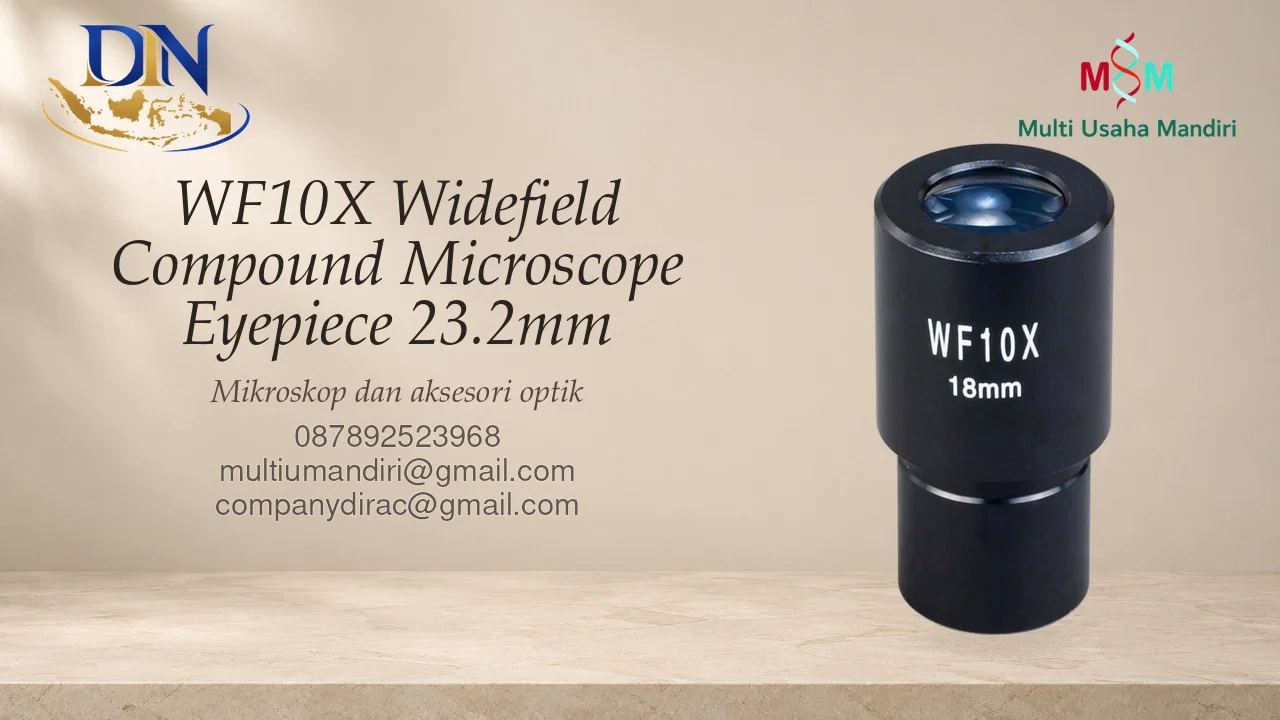 DN
M M
Multi Usaha Mandiri
WF10X Widefield
Compound Microscope
Eyepiece 23.2mm
Mikroskop dan aksesori optik
087892523968
multiumandiri@gmail.com
companydirac@gmail.com
WF10X
18mm